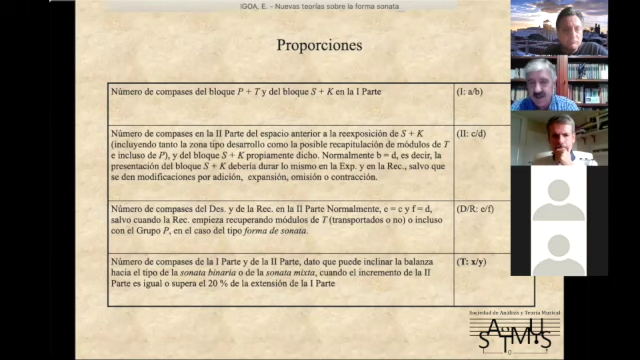 IGOA, E. - Nuevas teorías sobre la forma sonata
Proporciones
Número de compases del bloque P + T y del bloque S + K en la I Parte
(I: a/b)
Número de compases en la II Parte del espacio anterior a la reexposición de S + K
(incluyendo tanto la zona tipo desarrollo como la posible recapitulación de módulos de T
e incluso de P), y del bloque S + K propiamente dicho. Normalmente b = d, es decir, la
presentación del bloque S + K debería durar lo mismo en la Exp. y en la Rec., salvo que
se den modificaciones por adición, expansión, omisión o contracción.
(II: c/d)
Número de compases del Des. y de la Rec. en la II Parte Normalmente, e = c y f = d,
salvo cuando la Rec. empieza recuperando módulos de T (transportados o no) o incluso
con el Grupo P, en el caso del tipo forma de sonata.
(D/R: e/f)
Número de compases de la I Parte y de la II Parte, dato que puede inclinar la balanza
hacia el tipo de la sonata binaria o de la sonata mixta, cuando el incremento de la II
Parte es igual o supera el 20 % de la extensión de la I Parte
(T: x/y)
Sociedad de Análisis y Teoría Musical
SATMUS